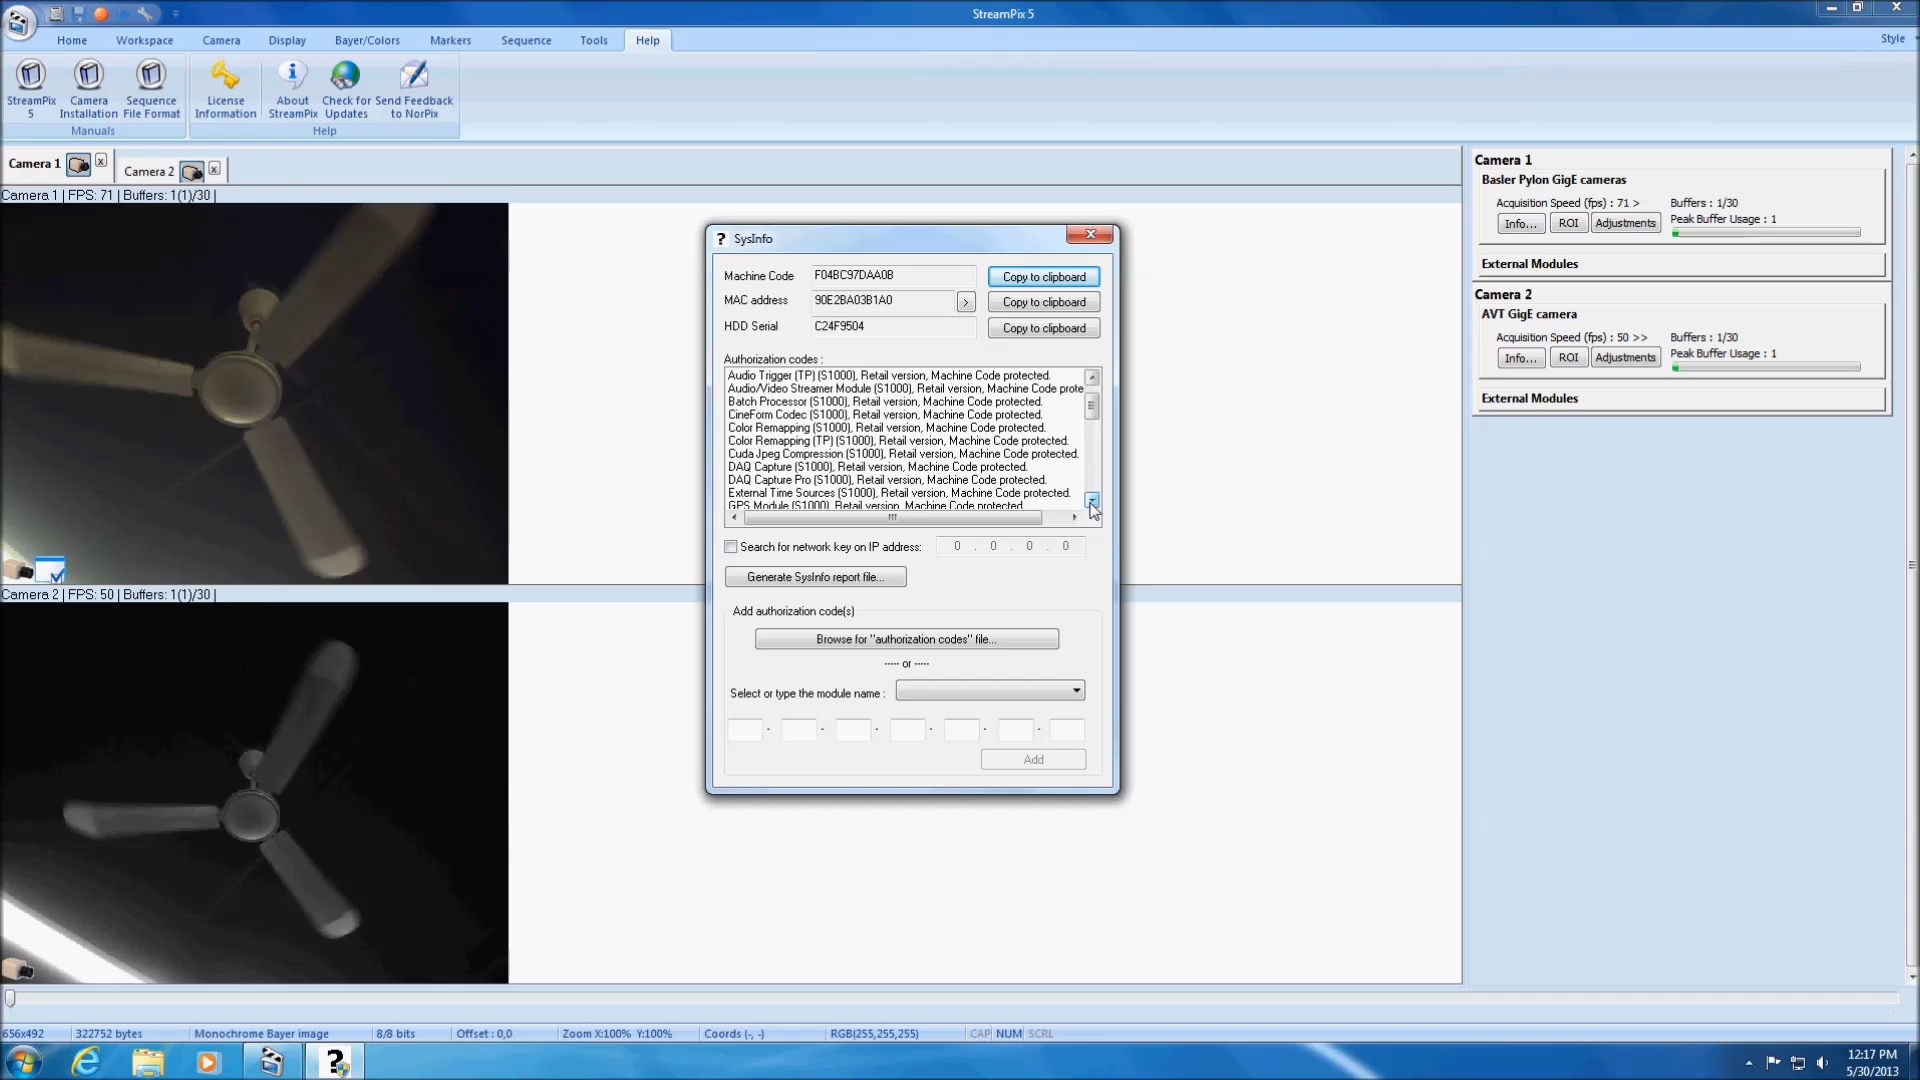 StreamPix 5
Home Workspace Camera Display Bayer/Colors Markers Sequence Tools Help
Style
StreamPix 5
Camera Installation
Sequence File Format
License Information
About StreamPix
Check for Updates
Send Feedback to NorPix
Manuals
Help
Camera 1 x
Camera 2 x
Camera 1 | FPS: 71 | Buffers: 1(1)/30 |
Camera 2 | FPS: 50 | Buffers: 1(1)/30 |
? SysInfo
Machine Code F04BC97DAA0B Copy to clipboard
MAC address 90E2BA03B1A0 > Copy to clipboard
HDD Serial C24F9504 Copy to clipboard
Authorization codes :
Audio Trigger (TP) (S1000), Retail version, Machine Code protected.
Audio/Video Streamer Module (S1000), Retail version, Machine Code prote
Batch Processor (S1000), Retail version, Machine Code protected.
CineForm Codec (S1000), Retail version, Machine Code protected.
Color Remapping (S1000), Retail version, Machine Code protected.
Color Remapping (TP) (S1000), Retail version, Machine Code protected.
Cuda Jpeg Compression (S1000), Retail version, Machine Code protected.
DAQ Capture (S1000), Retail version, Machine Code protected.
DAQ Capture Pro (S1000), Retail version, Machine Code protected.
External Time Sources (S1000), Retail version, Machine Code protected.
GPS Module (S1000), Retail version, Machine Code protected.
Search for network key on IP address: 0 . 0 . 0 . 0
Generate SysInfo report file...
Add authorization code(s)
Browse for "authorization codes" file...
----- or -----
Select or type the module name :
- - - - - -
Add
Camera 1
Basler Pylon GigE cameras
Acquisition Speed (fps) : 71 > Buffers : 1/30
Info... ROI Adjustments Peak Buffer Usage : 1
External Modules
Camera 2
AVT GigE camera
Acquisition Speed (fps) : 50 >> Buffers : 1/30
Info... ROI Adjustments Peak Buffer Usage : 1
External Modules
656x492 322752 bytes Monochrome Bayer image 8/8 bits Offset : 0,0 Zoom X:100% Y:100% Coords (-, -) RGB(255,255,255) CAP NUM SCRL
12:17 PM
5/30/2013